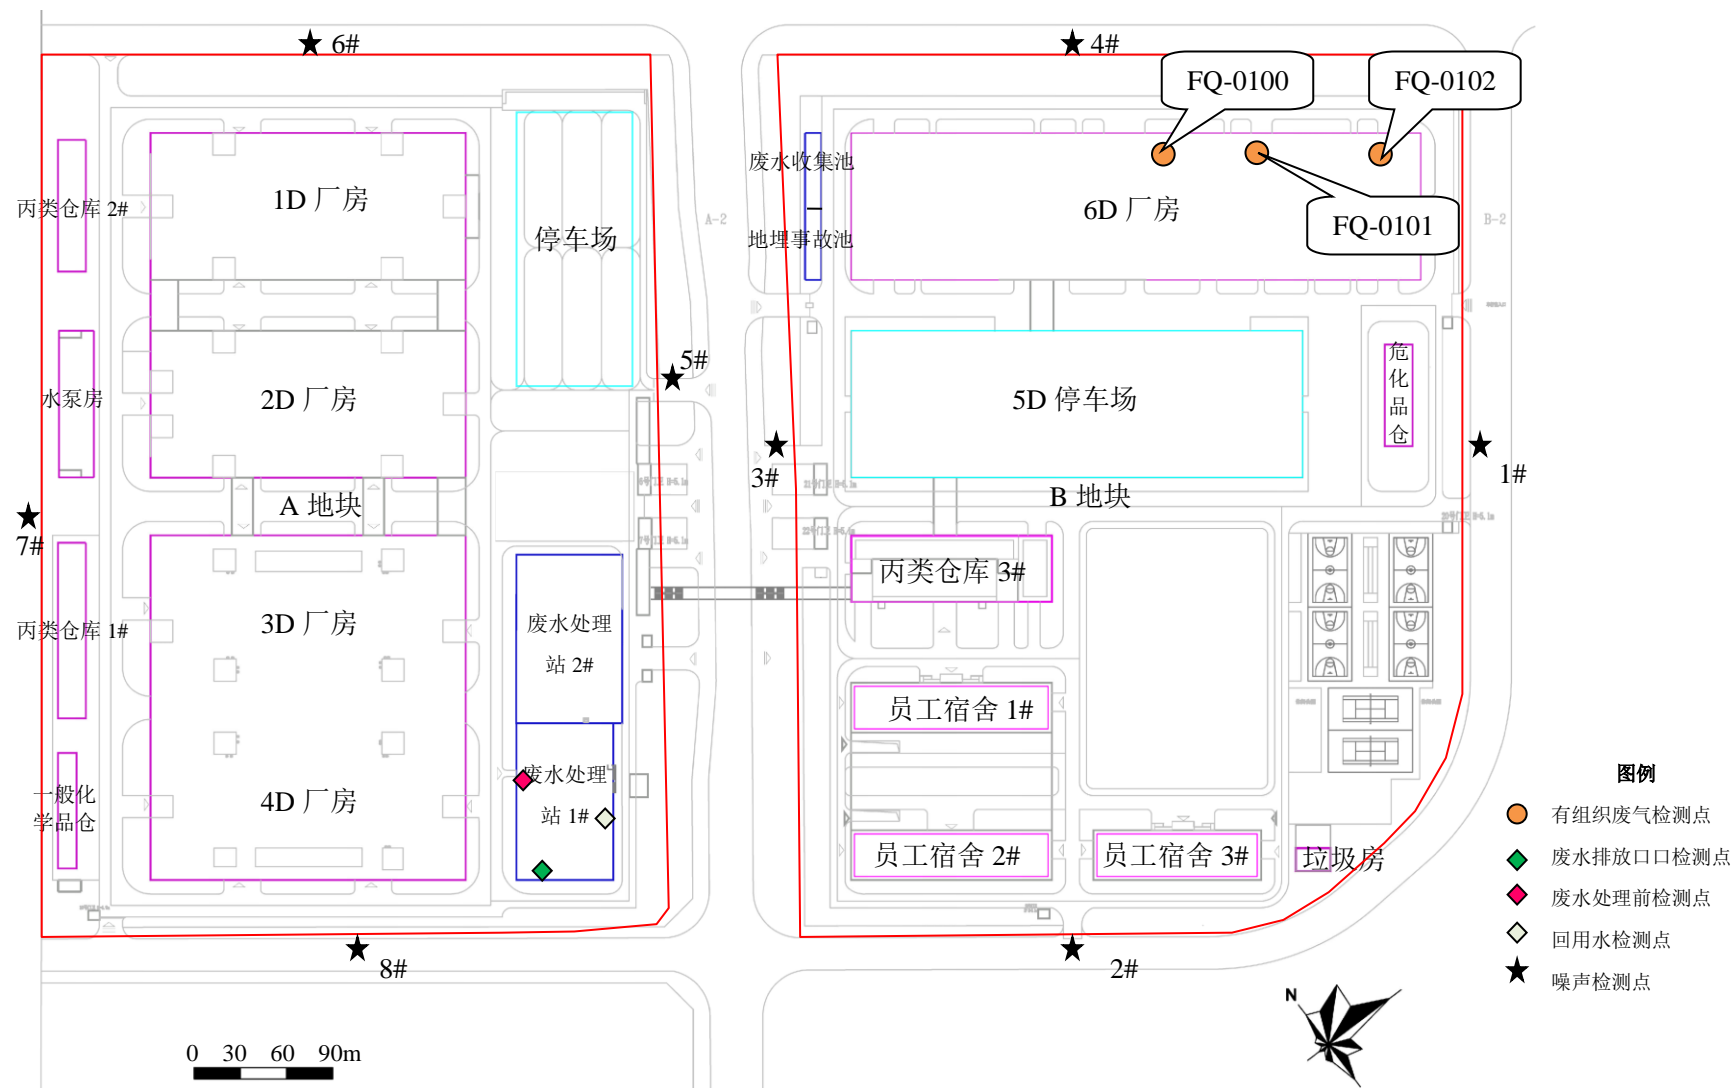 6#
4#
FQ-0100
FQ-0102
FQ-0101
废水收集池
地埋事故池
6D 厂房
1D 厂房
丙类仓库 2#
停车场
A-2
B-2
5#
2D 厂房
水泵房
5D 停车场
危
化
品
仓
3#
1#
A 地块
B 地块
7#
丙类仓库 3#
3D 厂房
丙类仓库 1#
废水处理
站 2#
员工宿舍 1#
废水处理
站 1#
一般化
学品仓
4D 厂房
员工宿舍 2#
员工宿舍 3#
垃圾房
8#
2#
图例
有组织废气检测点
废水排放口口检测点
废水处理前检测点
回用水检测点
噪声检测点
N
0 30 60 90m